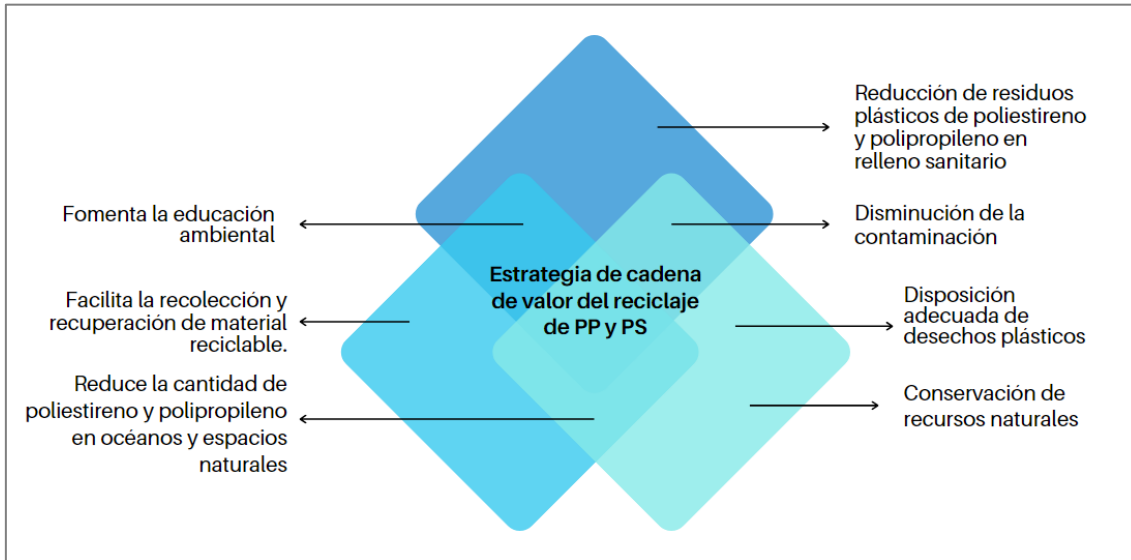 Reducción de residuos
plásticos de poliestireno
y polipropileno en
relleno sanitario
Fomenta la educación
ambiental
Disminución de la
contaminación
Estrategia de cadena
de valor del reciclaje
de PP y PS
Facilita la recolección y
recuperación de material
reciclable.
Disposición
adecuada de
desechos plásticos
Reduce la cantidad de
poliestireno y polipropileno
en océanos y espacios
naturales
Conservación de
recursos naturales